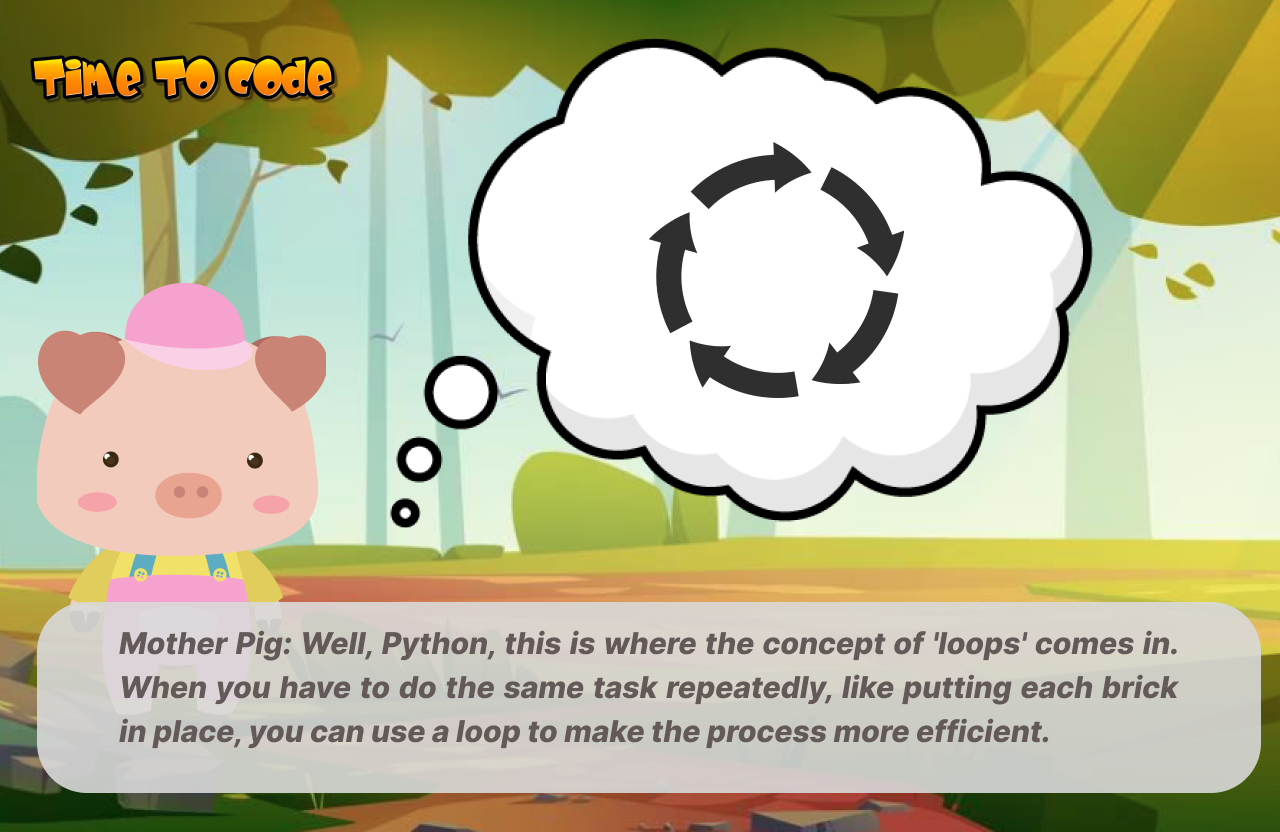 Time To Code
Mother Pig: Well, Python, this is where the concept of 'loops' comes in.
When you have to do the same task repeatedly, like putting each brick
in place, you can use a loop to make the process more efficient.